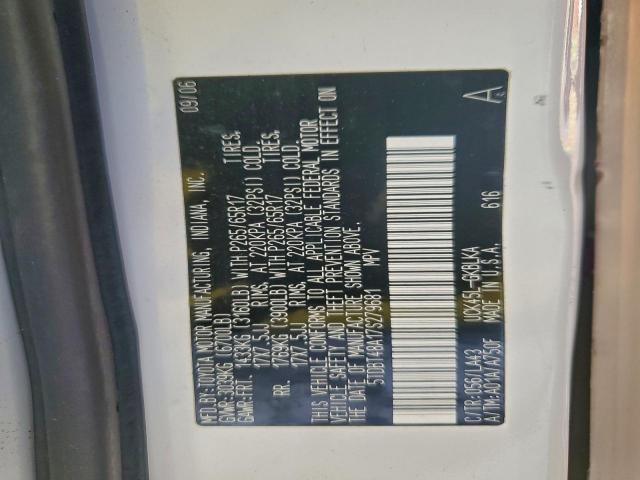 MFD.BY: TOYOTA MOTOR MANUFACTURING, INDIANA, INC. 09/06
GVWR: 3039KG (6700LB)
GAWR:FRT. 1433KG (3160LB) WITH P265/65R17 TIRES,
17X7.5JJ RIMS, AT 220KPA (32PSI) COLD.
RR. 1769KG (3900LB) WITH P265/65R17 TIRES,
17X7.5JJ RIMS, AT 220KPA (32PSI) COLD.
THIS VEHICLE CONFORMS TO ALL APPLICABLE FEDERAL MOTOR
VEHICLE SAFETY AND THEFT PREVENTION STANDARDS IN EFFECT ON
THE DATE OF MANUFACTURE SHOWN ABOVE.
5TDBT48A17S279681 MPV
C/TR: 056/LA43 UCK45L-GKBLKA 616
A/TM: A01A/A750F MADE IN U.S.A.
A